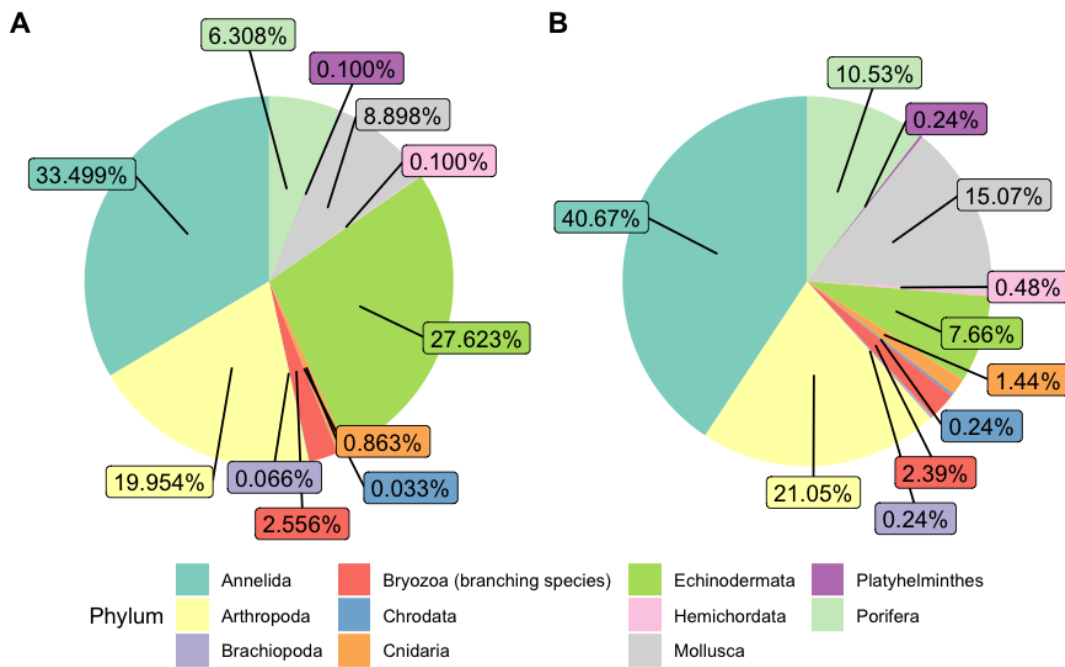 A
B
6.308%
0.100%
8.898%
0.100%
33.499%
27.623%
0.863%
19.954%
0.066%
0.033%
2.556%
10.53%
0.24%
15.07%
40.67%
0.48%
7.66%
1.44%
0.24%
2.39%
21.05%
0.24%
Phylum
Annelida
Arthropoda
Brachiopoda
Bryozoa (branching species)
Chrodata
Cnidaria
Echinodermata
Hemichordata
Mollusca
Platyhelminthes
Porifera